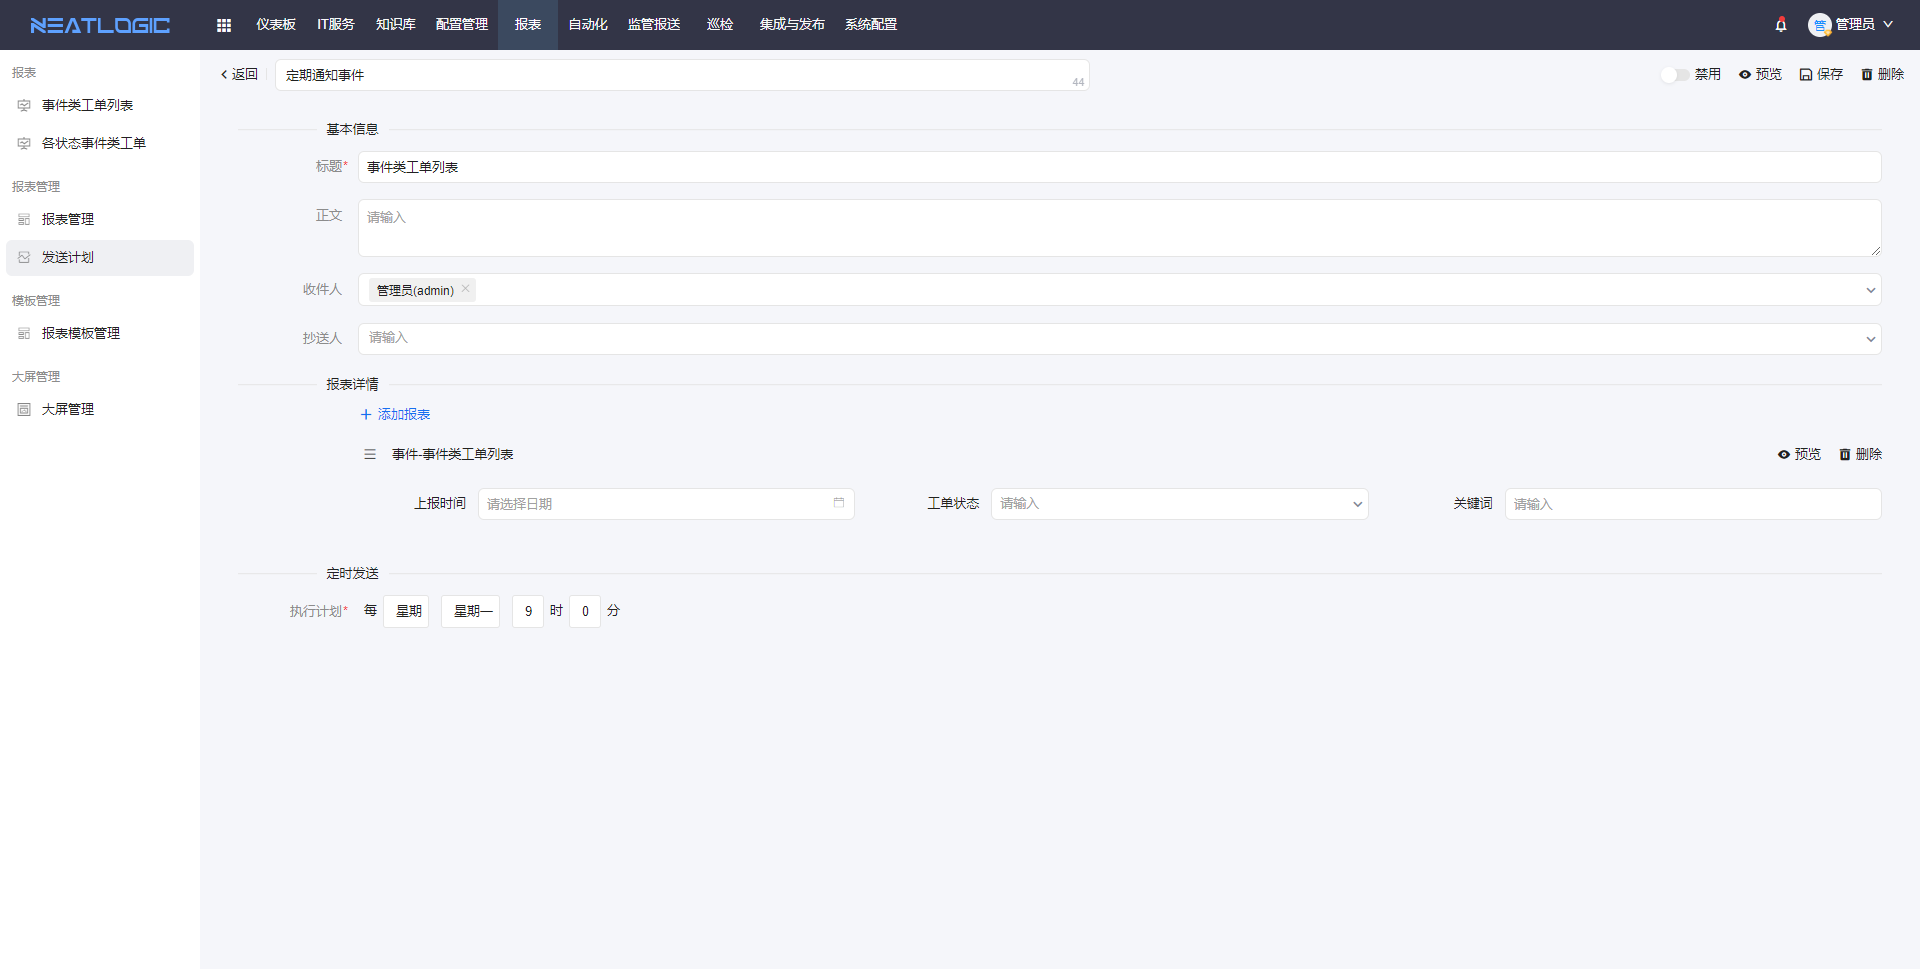 NEATLOGIC
仪表板 IT服务 知识库 配置管理 报表 自动化 监管报送 巡检 集成与发布 系统配置
管 管理员
报表
事件类工单列表
各状态事件类工单
报表管理
报表管理
发送计划
模板管理
报表模板管理
大屏管理
大屏管理
返回 定期通知事件 44 禁用 预览 保存 删除
基本信息
标题* 事件类工单列表
正文 请输入
收件人 管理员(admin)
抄送人 请输入
报表详情
添加报表
事件-事件类工单列表 预览 删除
上报时间 请选择日期 工单状态 请输入 关键词 请输入
定时发送
执行计划* 每 星期 星期一 9 时 0 分